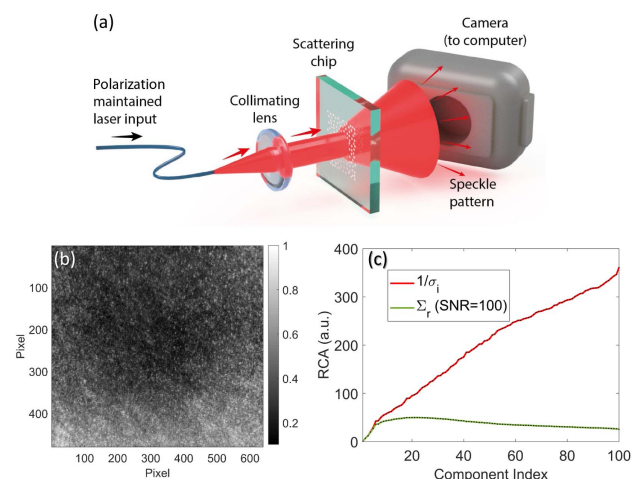 (a)
Polarization
maintained
laser input
Collimating
lens
Scattering
chip
Camera
(to computer)
Speckle
pattern
(b)
Pixel
100
200
300
400
100 200 300 400 500 600
Pixel
1
0.8
0.6
0.4
0.2
(c)
RCA (a.u.)
400
300
200
100
0
1/σi
Σr (SNR=100)
20 40 60 80 100
Component Index